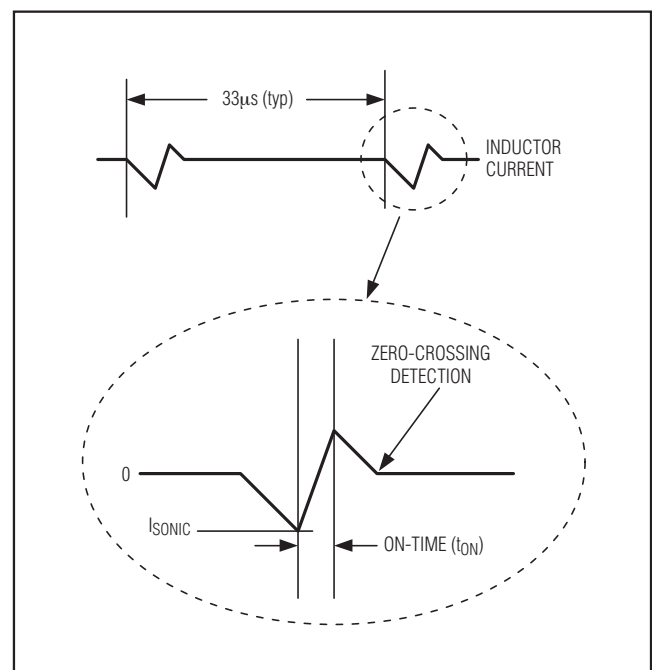 33µs (typ)
INDUCTOR
CURRENT
ZERO-CROSSING
DETECTION
0
ISONIC
ON-TIME (tON)